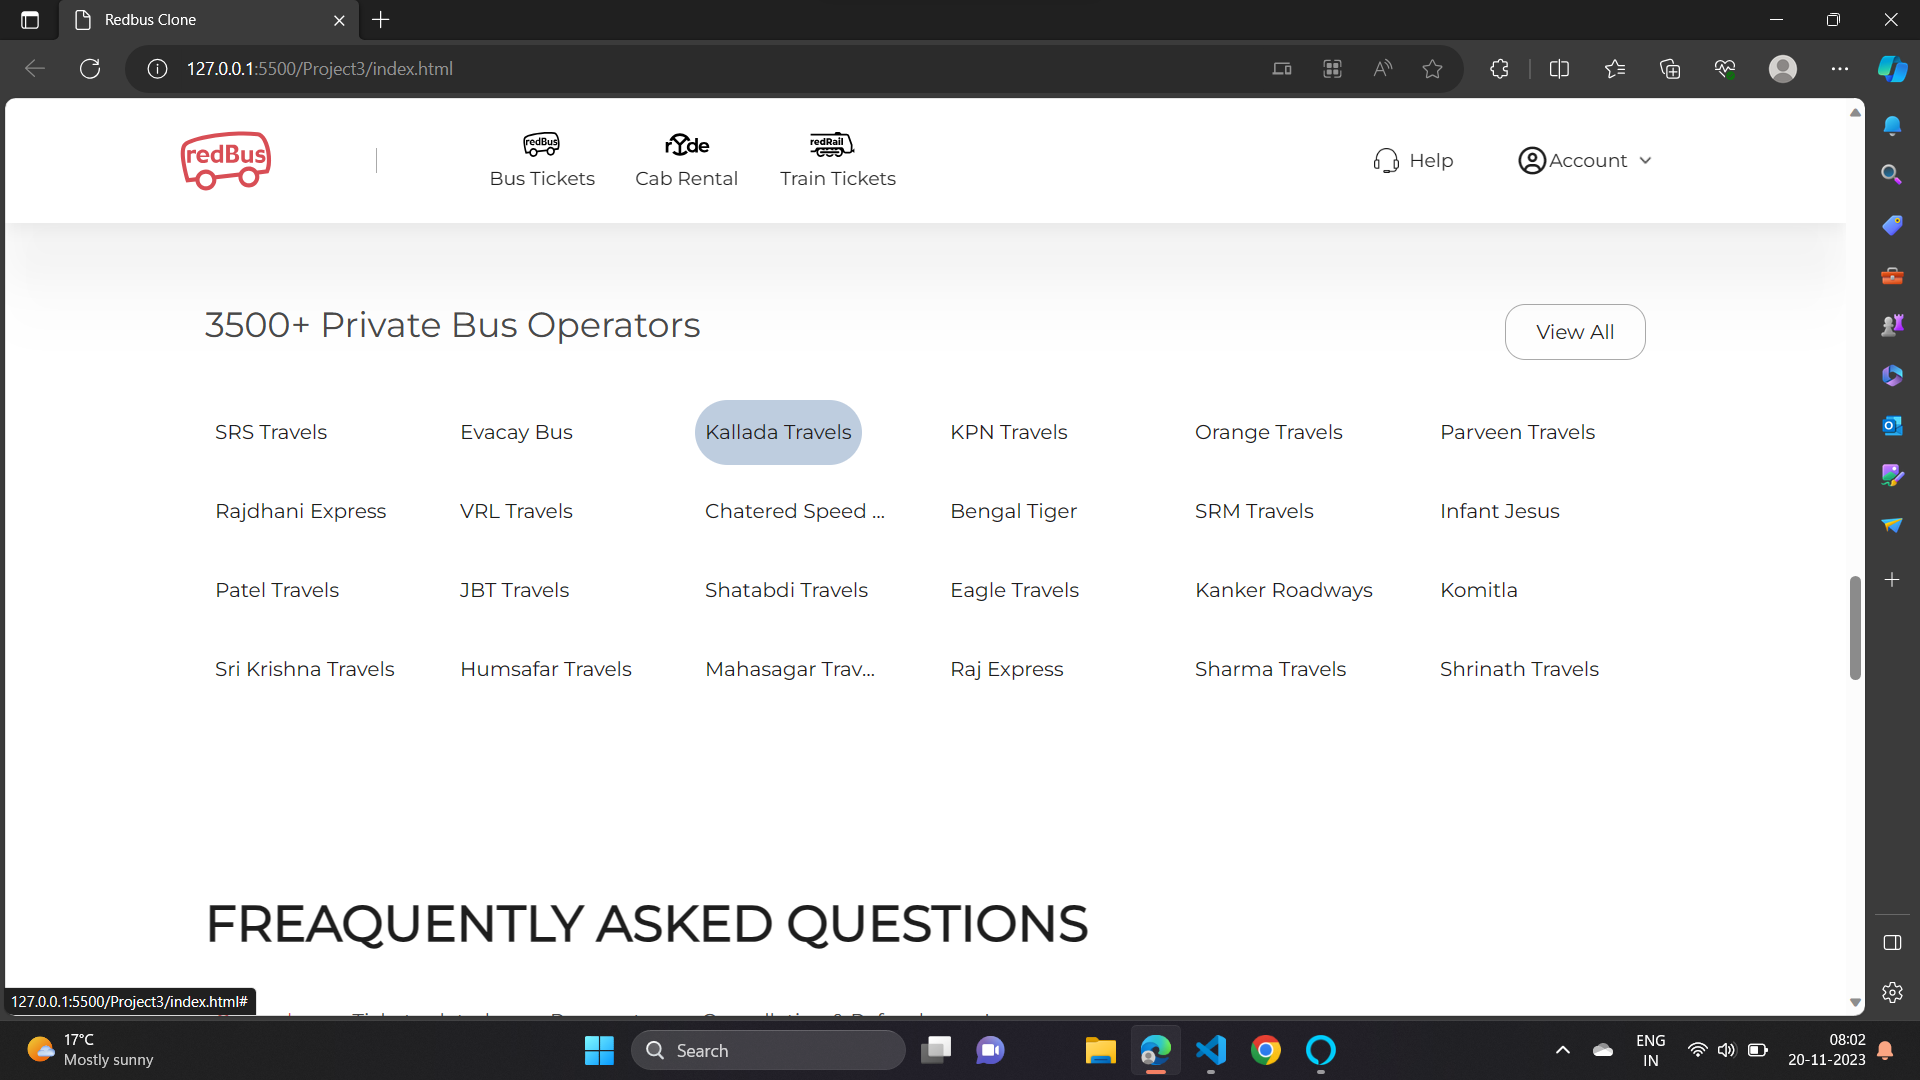 Redbus Clone
127.0.0.1:5500/Project3/index.html
redBus
redBus
Bus Tickets
rYde
Cab Rental
redRail
Train Tickets
Help
Account
3500+ Private Bus Operators
View All
SRS Travels Evacay Bus Kallada Travels KPN Travels Orange Travels Parveen Travels
Rajdhani Express VRL Travels Chatered Speed ... Bengal Tiger SRM Travels Infant Jesus
Patel Travels JBT Travels Shatabdi Travels Eagle Travels Kanker Roadways Komitla
Sri Krishna Travels Humsafar Travels Mahasagar Trav... Raj Express Sharma Travels Shrinath Travels
FREAQUENTLY ASKED QUESTIONS
127.0.0.1:5500/Project3/index.html#
17°C
Mostly sunny
Search
ENG
IN
08:02
20-11-2023